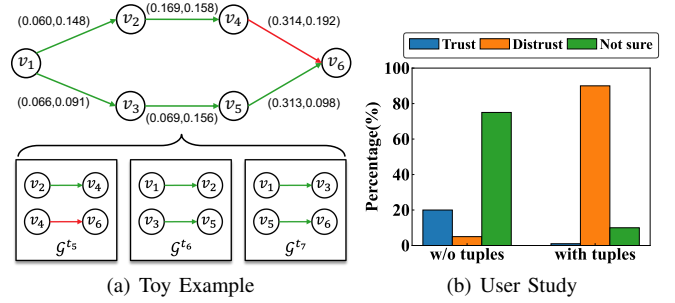 (0.060,0.148) v₂ (0.169,0.158) v₄ (0.314,0.192)
v₁ v₆
(0.066,0.091) v₃ (0.069,0.156) v₅ (0.313,0.098)
v₂ v₄ v₁ v₂ v₁ v₃
v₄ v₆ v₃ v₅ v₅ v₆
𝒢^{t₅} 𝒢^{t₆} 𝒢^{t₇}
(a) Toy Example
Trust Distrust Not sure
Percentage(%)
100
80
60
40
20
0
w/o tuples with tuples
(b) User Study